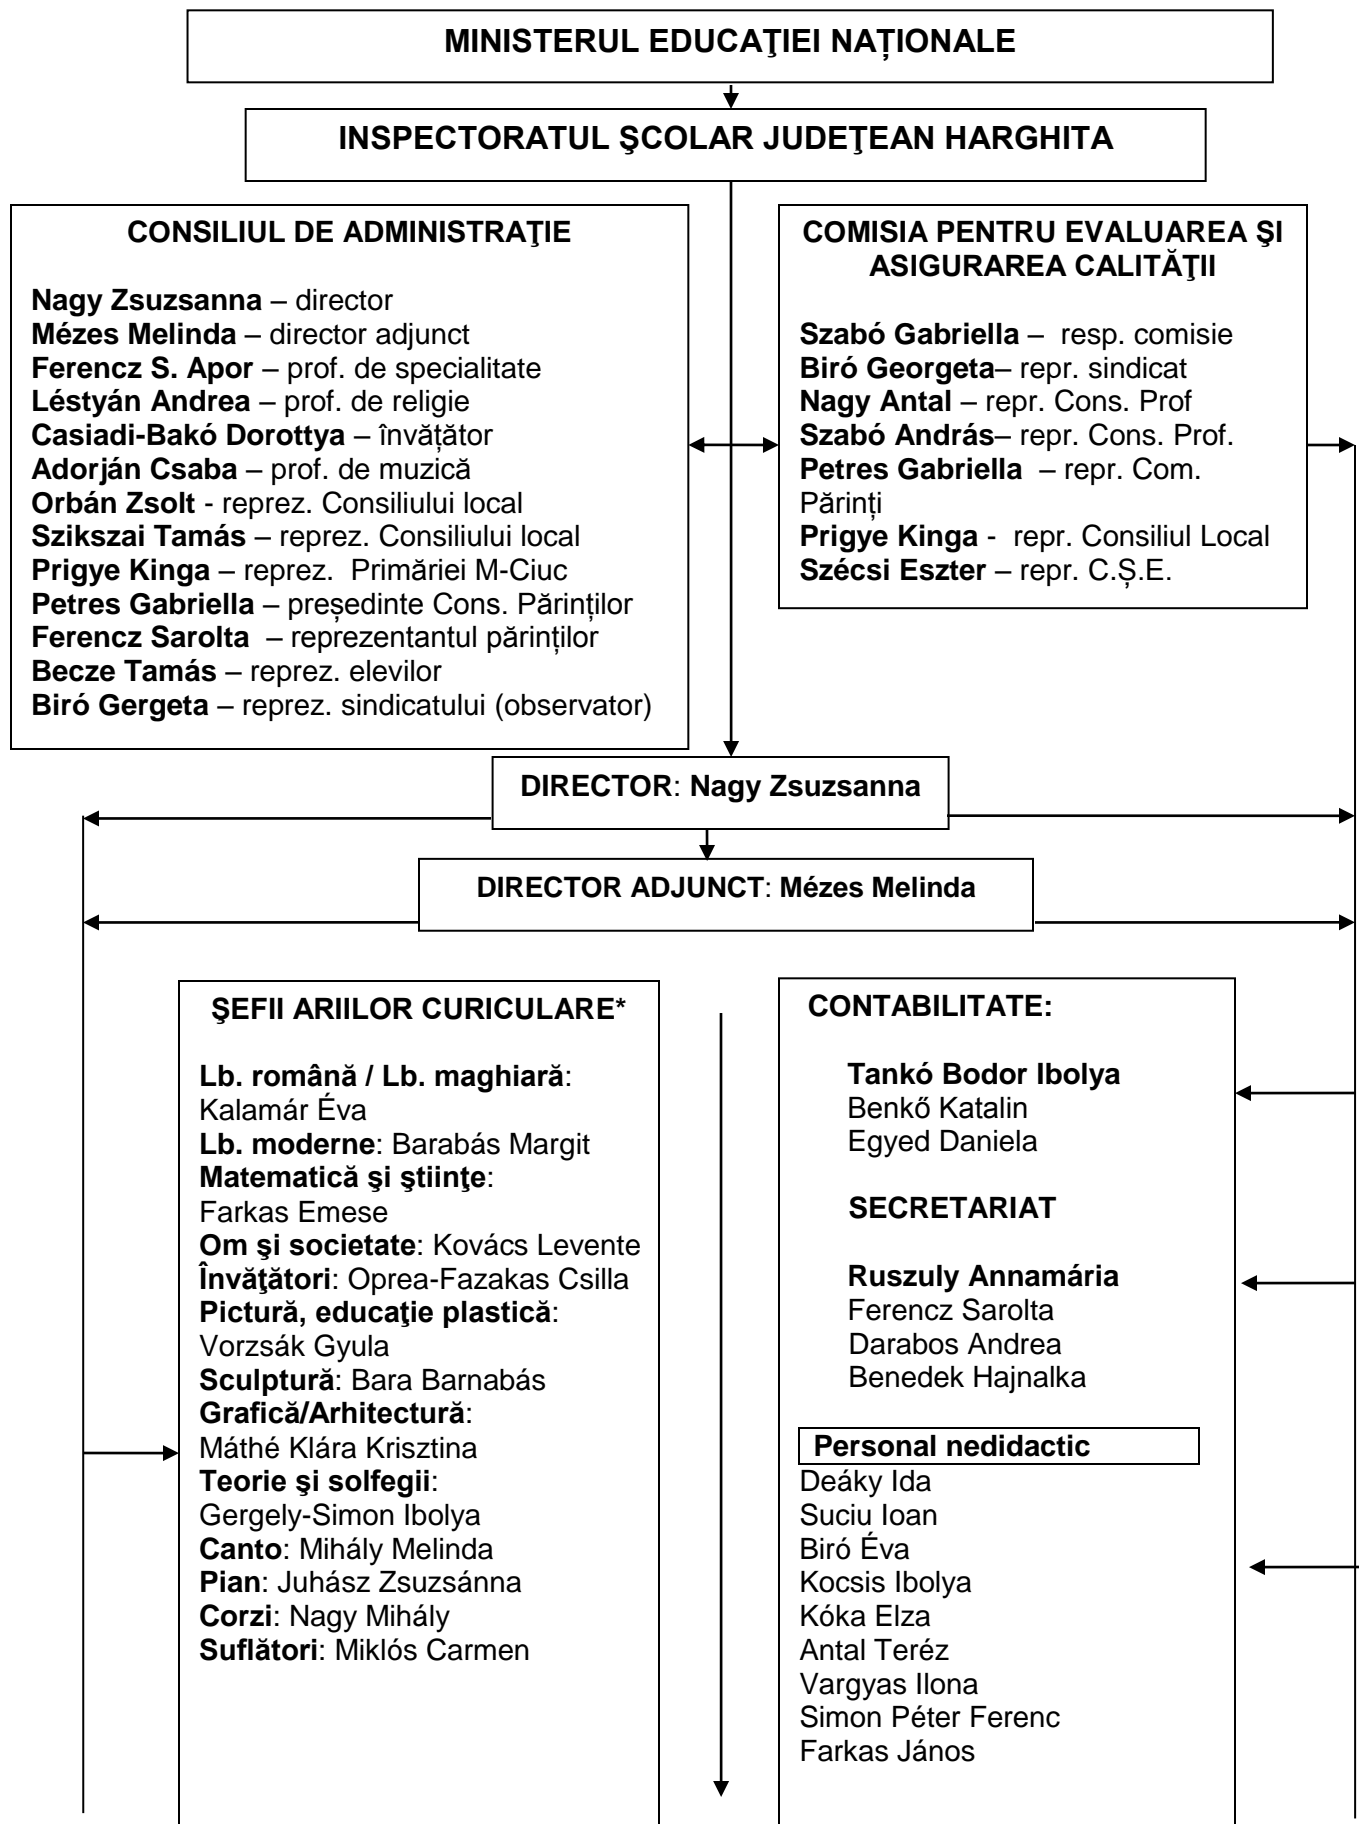 MINISTERUL EDUCAŢIEI NAȚIONALE
INSPECTORATUL ŞCOLAR JUDEŢEAN HARGHITA
CONSILIUL DE ADMINISTRAŢIE
Nagy Zsuzsanna – director
Mézes Melinda – director adjunct
Ferencz S. Apor – prof. de specialitate
Léstyán Andrea – prof. de religie
Casiadi-Bakó Dorottya – învățător
Adorján Csaba – prof. de muzică
Orbán Zsolt - reprez. Consiliului local
Szikszai Tamás – reprez. Consiliului local
Prigye Kinga – reprez. Primăriei M-Ciuc
Petres Gabriella – președinte Cons. Părinților
Ferencz Sarolta – reprezentantul părinților
Becze Tamás – reprez. elevilor
Biró Gergeta – reprez. sindicatului (observator)
COMISIA PENTRU EVALUAREA ŞI
ASIGURAREA CALITĂŢII
Szabó Gabriella – resp. comisie
Biró Georgeta– repr. sindicat
Nagy Antal – repr. Cons. Prof
Szabó András– repr. Cons. Prof.
Petres Gabriella – repr. Com.
Părinți
Prigye Kinga - repr. Consiliul Local
Szécsi Eszter – repr. C.Ș.E.
DIRECTOR: Nagy Zsuzsanna
DIRECTOR ADJUNCT: Mézes Melinda
ŞEFII ARIILOR CURICULARE*
Lb. română / Lb. maghiară:
Kalamár Éva
Lb. moderne: Barabás Margit
Matematică şi ştiinţe:
Farkas Emese
Om şi societate: Kovács Levente
Învăţători: Oprea-Fazakas Csilla
Pictură, educaţie plastică:
Vorzsák Gyula
Sculptură: Bara Barnabás
Grafică/Arhitectură:
Máthé Klára Krisztina
Teorie şi solfegii:
Gergely-Simon Ibolya
Canto: Mihály Melinda
Pian: Juhász Zsuzsánna
Corzi: Nagy Mihály
Suflători: Miklós Carmen
CONTABILITATE:
Tankó Bodor Ibolya
Benkő Katalin
Egyed Daniela
SECRETARIAT
Ruszuly Annamária
Ferencz Sarolta
Darabos Andrea
Benedek Hajnalka
Personal nedidactic
Deáky Ida
Suciu Ioan
Biró Éva
Kocsis Ibolya
Kóka Elza
Antal Teréz
Vargyas Ilona
Simon Péter Ferenc
Farkas János